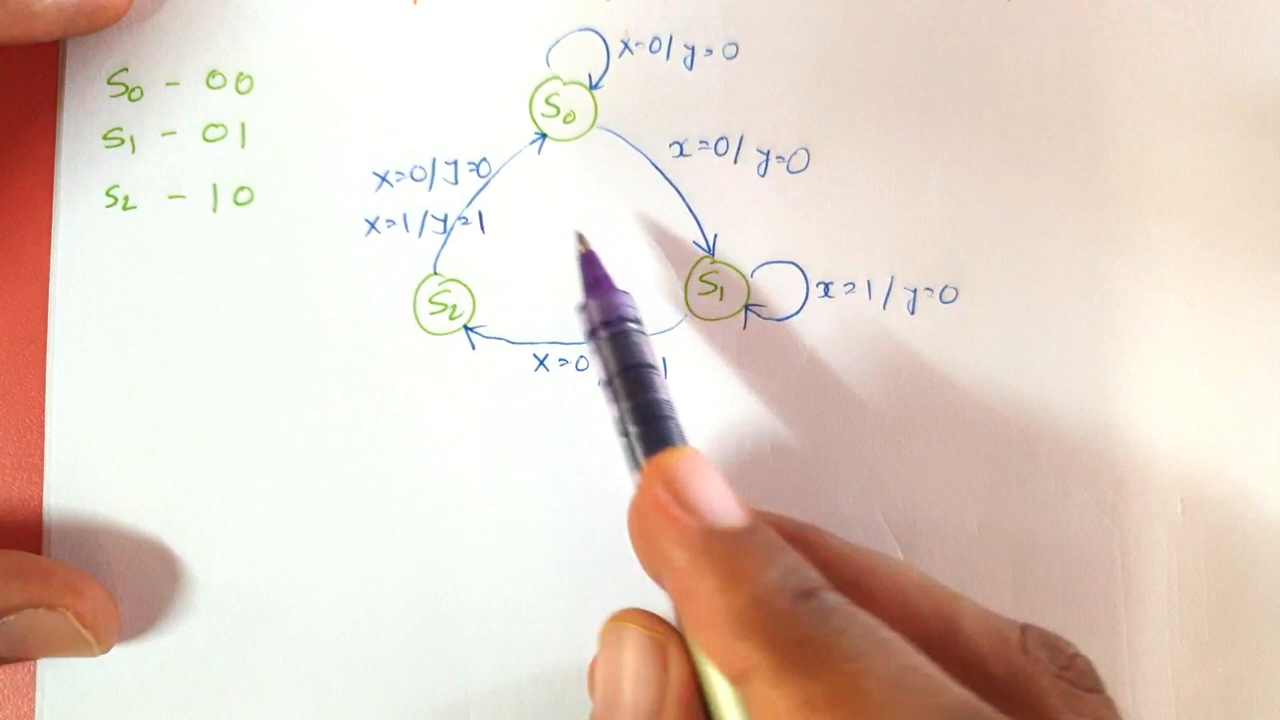 S0 - 00
S1 - 01
S2 - 10
x=0/y=0
S0
x=0/y=0
x=0/y=0
x=1/y=1
S2
S1
x=1/y=0
x=0 1